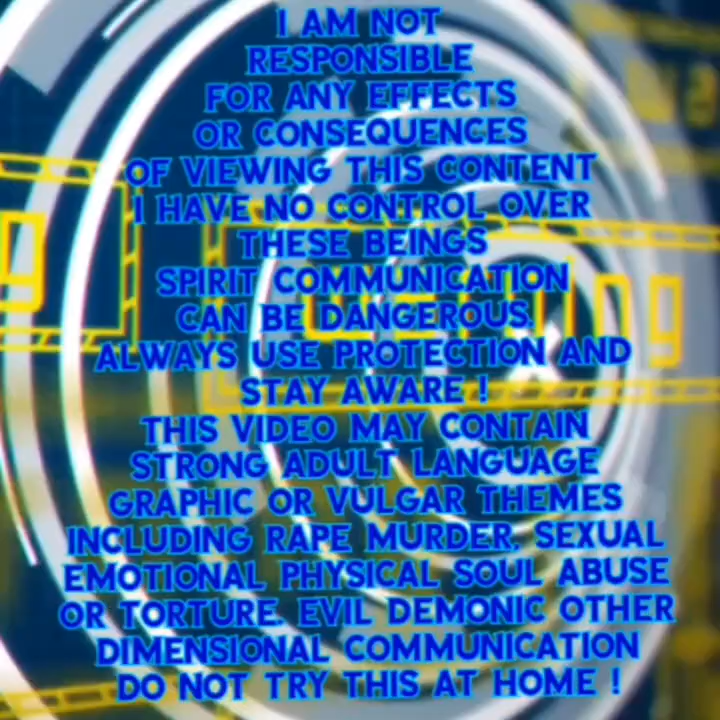 I AM NOT
RESPONSIBLE
FOR ANY EFFECTS
OR CONSEQUENCES
OF VIEWING THIS CONTENT
I HAVE NO CONTROL OVER
THESE BEINGS
SPIRIT COMMUNICATION
CAN BE DANGEROUS.
ALWAYS USE PROTECTION AND
STAY AWARE !
THIS VIDEO MAY CONTAIN
STRONG ADULT LANGUAGE
GRAPHIC OR VULGAR THEMES
INCLUDING RAPE MURDER, SEXUAL
EMOTIONAL PHYSICAL SOUL ABUSE
OR TORTURE. EVIL DEMONIC OTHER
DIMENSIONAL COMMUNICATION
DO NOT TRY THIS AT HOME !